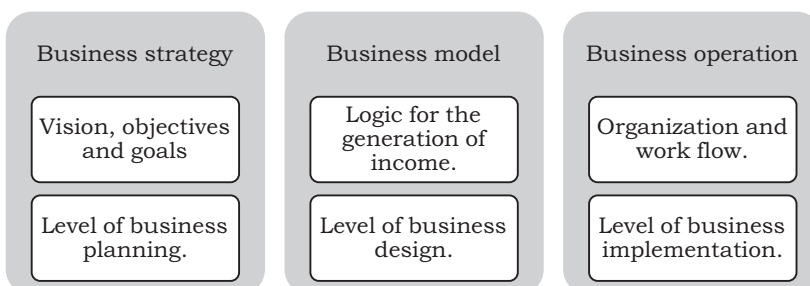 Business strategy
Vision, objectives
and goals
Level of business
planning.
Business model
Logic for the
generation of
income.
Level of business
design.
Business operation
Organization and
work flow.
Level of business
implementation.